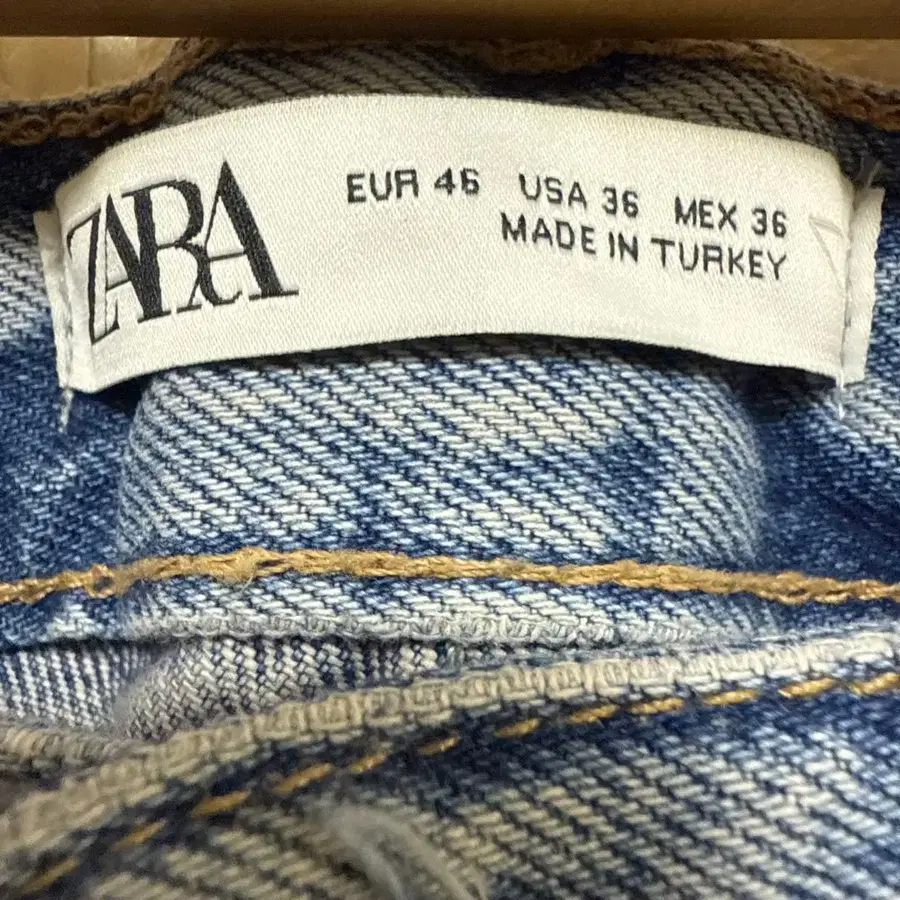 ZARA
EUR 46 USA 36 MEX 36
MADE IN TURKEY